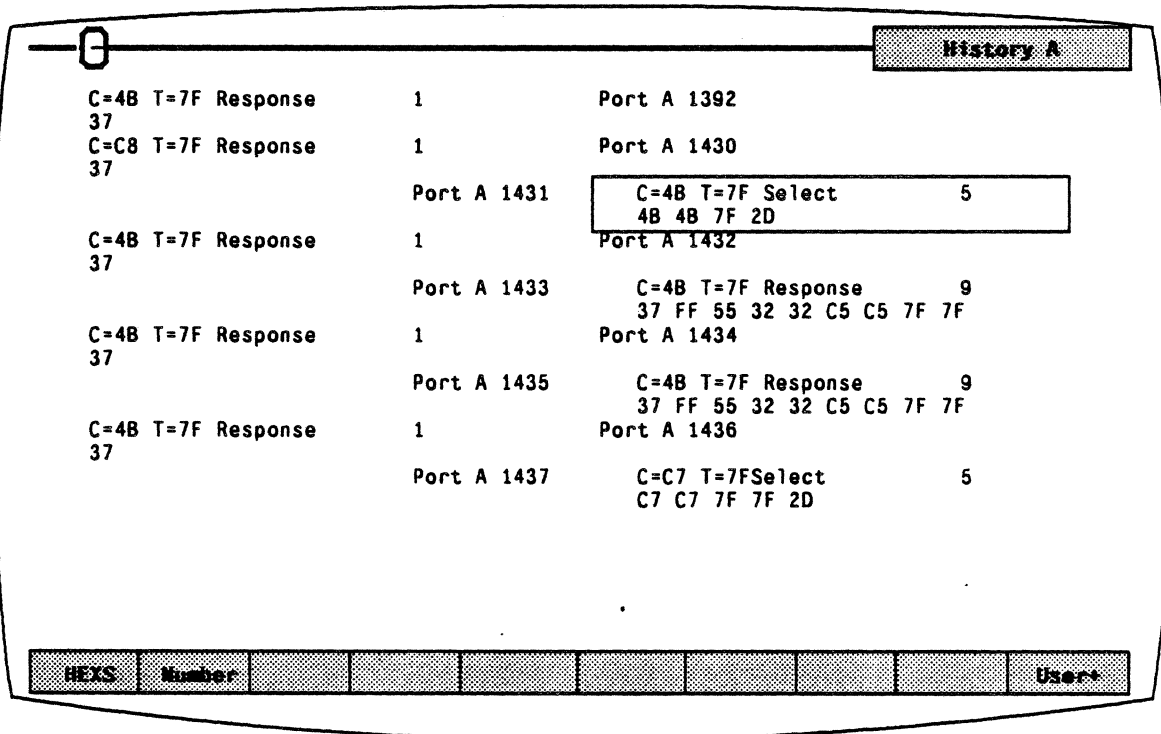 History A
C=4B T=7F Response 1 Port A 1392
37
C=C8 T=7F Response 1 Port A 1430
37
Port A 1431 C=4B T=7F Select 5
4B 4B 7F 2D
C=4B T=7F Response 1 Port A 1432
37
Port A 1433 C=4B T=7F Response 9
37 FF 55 32 32 C5 C5 7F 7F
C=4B T=7F Response 1 Port A 1434
37
Port A 1435 C=4B T=7F Response 9
37 FF 55 32 32 C5 C5 7F 7F
C=4B T=7F Response 1 Port A 1436
37
Port A 1437 C=C7 T=7FSelect 5
C7 C7 7F 7F 2D
HEXS Number User+